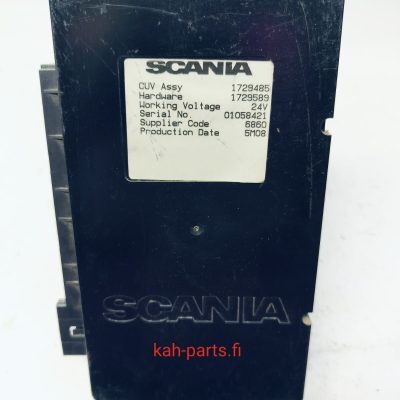 SCANIA
CUV Assy 1729485
Hardware 1729589
Working Voltage 24V
Serial No. 01058421
Supplier Code 6860
Production Date 5M08
SCANIA
kah-parts.fi